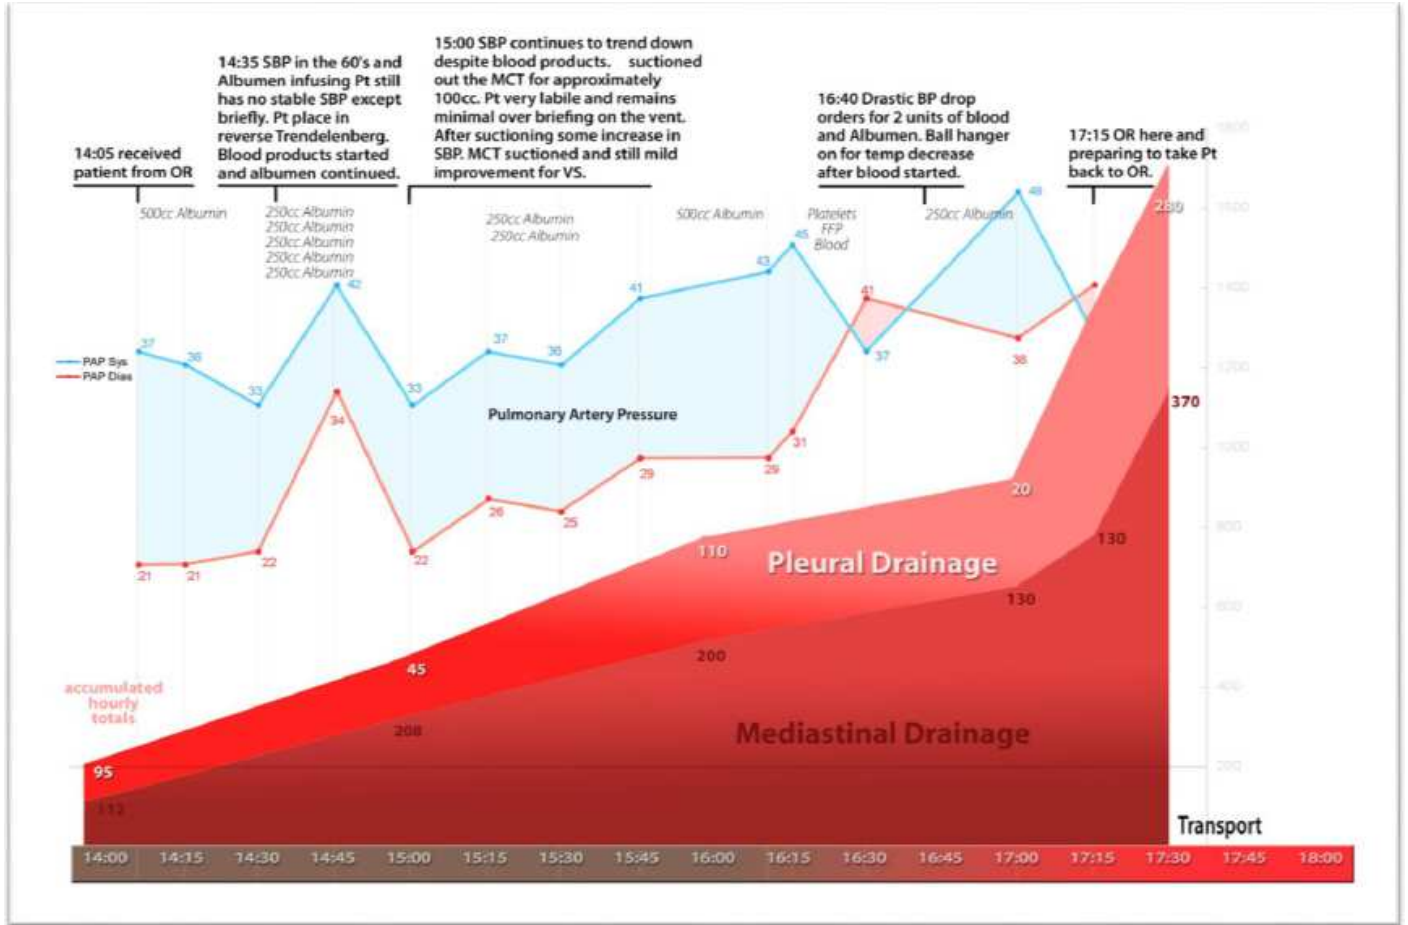 14:05 received
patient from OR
14:35 SBP in the 60's and
Albumen infusing Pt still
has no stable SBP except
briefly. Pt place in
reverse Trendelenberg.
Blood products started
and albumen continued.
15:00 SBP continues to trend down
despite blood products. suctioned
out the MCT for approximately
100cc. Pt very labile and remains
minimal over briefing on the vent.
After suctioning some increase in
SBP. MCT suctioned and still mild
improvement for VS.
16:40 Drastic BP drop
orders for 2 units of blood
and Albumen. Ball hanger
on for temp decrease
after blood started.
17:15 OR here and
preparing to take Pt
back to OR.
500cc Albumin
250cc Albumin
250cc Albumin
250cc Albumin
250cc Albumin
250cc Albumin
250cc Albumin
250cc Albumin
500cc Albumin
Platelets
FFP
Blood
250cc Albumin
PAP Sys
PAP Dias
37
36
33
42
33
37
36
41
43
45
37
48
21
21
22
34
22
26
25
29
29
31
41
38
Pulmonary Artery Pressure
accumulated
hourly
totals
95
45
110
20
280
Pleural Drainage
112
208
200
130
130
370
Mediastinal Drainage
1600
1400
1200
1000
800
600
400
200
Transport
14:00 14:15 14:30 14:45 15:00 15:15 15:30 15:45 16:00 16:15 16:30 16:45 17:00 17:15 17:30 17:45 18:00